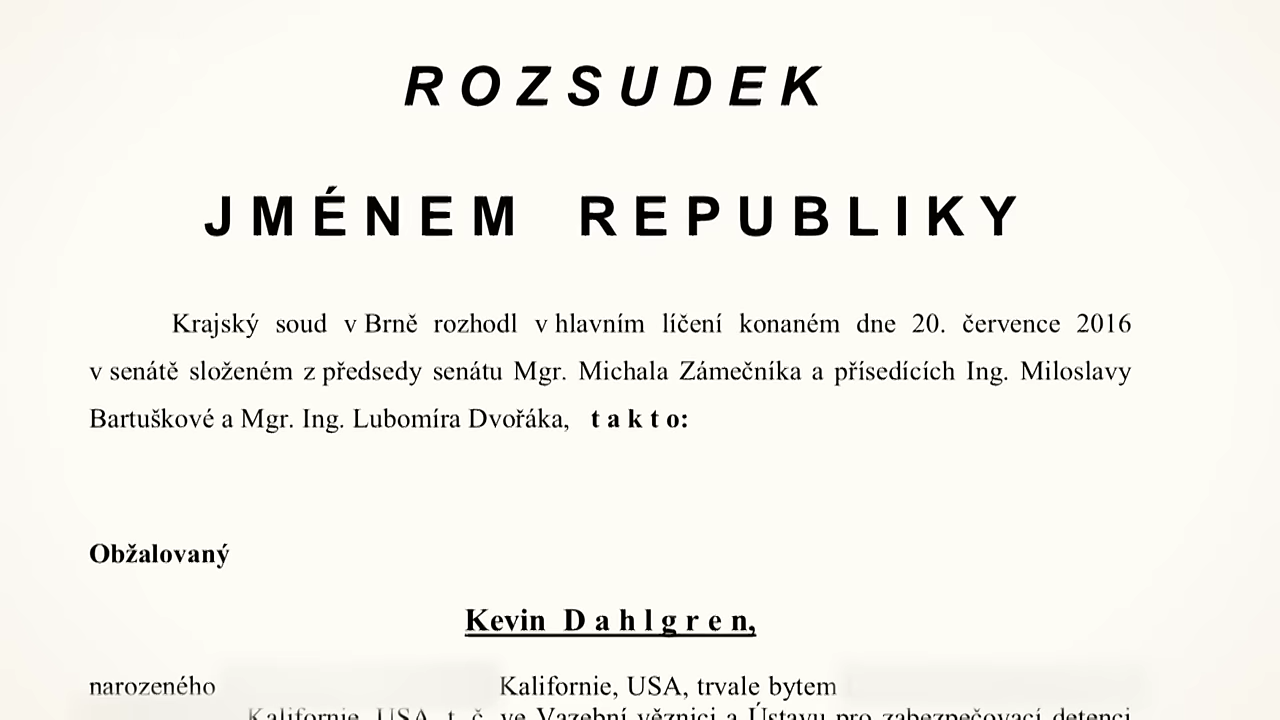 ROZSUDEK
JMÉNEM REPUBLIKY
Krajský soud v Brně rozhodl v hlavním líčení konaném dne 20. července 2016
v senátě složeném z předsedy senátu Mgr. Michala Zámečníka a přísedících Ing. Miloslavy
Bartuškové a Mgr. Ing. Lubomíra Dvořáka, takto:
Obžalovaný
Kevin Dahlgren,
narozeného Kalifornie, USA, trvale bytem
Kalifornie, USA, t. č. ve Vazební věznici a Ústavu pro zabezpečovací detenci